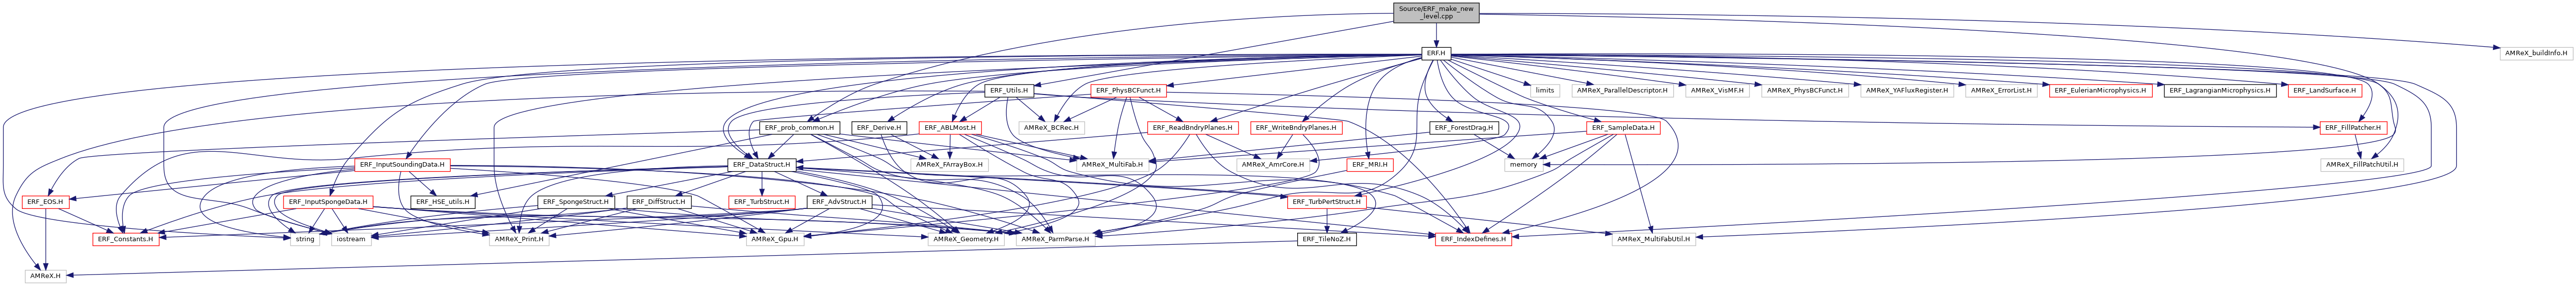 Source/ERF_make_new
_level.cpp
ERF.H
AMReX_buildInfo.H
ERF_Utils.H
ERF_PhysBCFunct.H
limits
AMReX_ParallelDescriptor.H
AMReX_VisMF.H
AMReX_PhysBCFunct.H
AMReX_YAFluxRegister.H
AMReX_ErrorList.H
ERF_EulerianMicrophysics.H
ERF_LagrangianMicrophysics.H
ERF_LandSurface.H
ERF_prob_common.H
ERF_Derive.H
ERF_ABLMost.H
AMReX_BCRec.H
ERF_ReadBndryPlanes.H
ERF_WriteBndryPlanes.H
ERF_ForestDrag.H
ERF_SampleData.H
ERF_FillPatcher.H
ERF_InputSoundingData.H
ERF_DataStruct.H
AMReX_FArrayBox.H
AMReX_MultiFab.H
AMReX_AmrCore.H
ERF_MRI.H
memory
AMReX_FillPatchUtil.H
ERF_EOS.H
ERF_InputSpongeData.H
ERF_HSE_utils.H
ERF_SpongeStruct.H
ERF_DiffStruct.H
ERF_TurbStruct.H
ERF_AdvStruct.H
ERF_TurbPertStruct.H
ERF_Constants.H
string
iostream
AMReX_Print.H
AMReX_Gpu.H
AMReX_Geometry.H
AMReX_ParmParse.H
ERF_TileNoZ.H
ERF_IndexDefines.H
AMReX_MultiFabUtil.H
AMReX.H